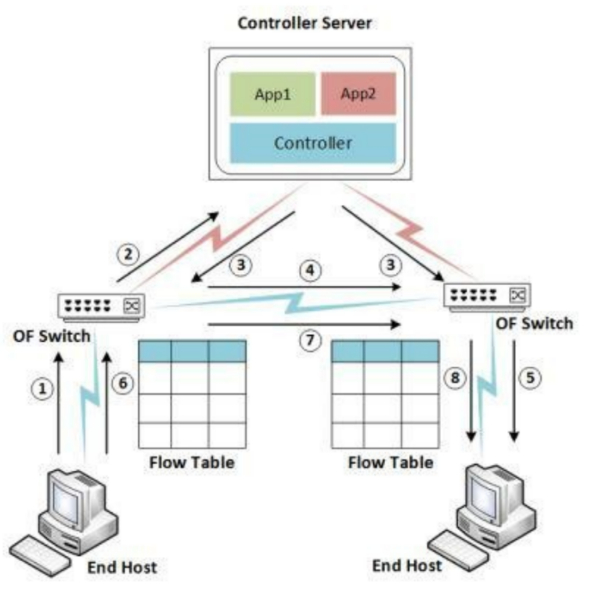 Controller Server
App1
App2
Controller
2
3
4
3
OF Switch
OF Switch
7
1
6
8
5
Flow Table
Flow Table
End Host
End Host